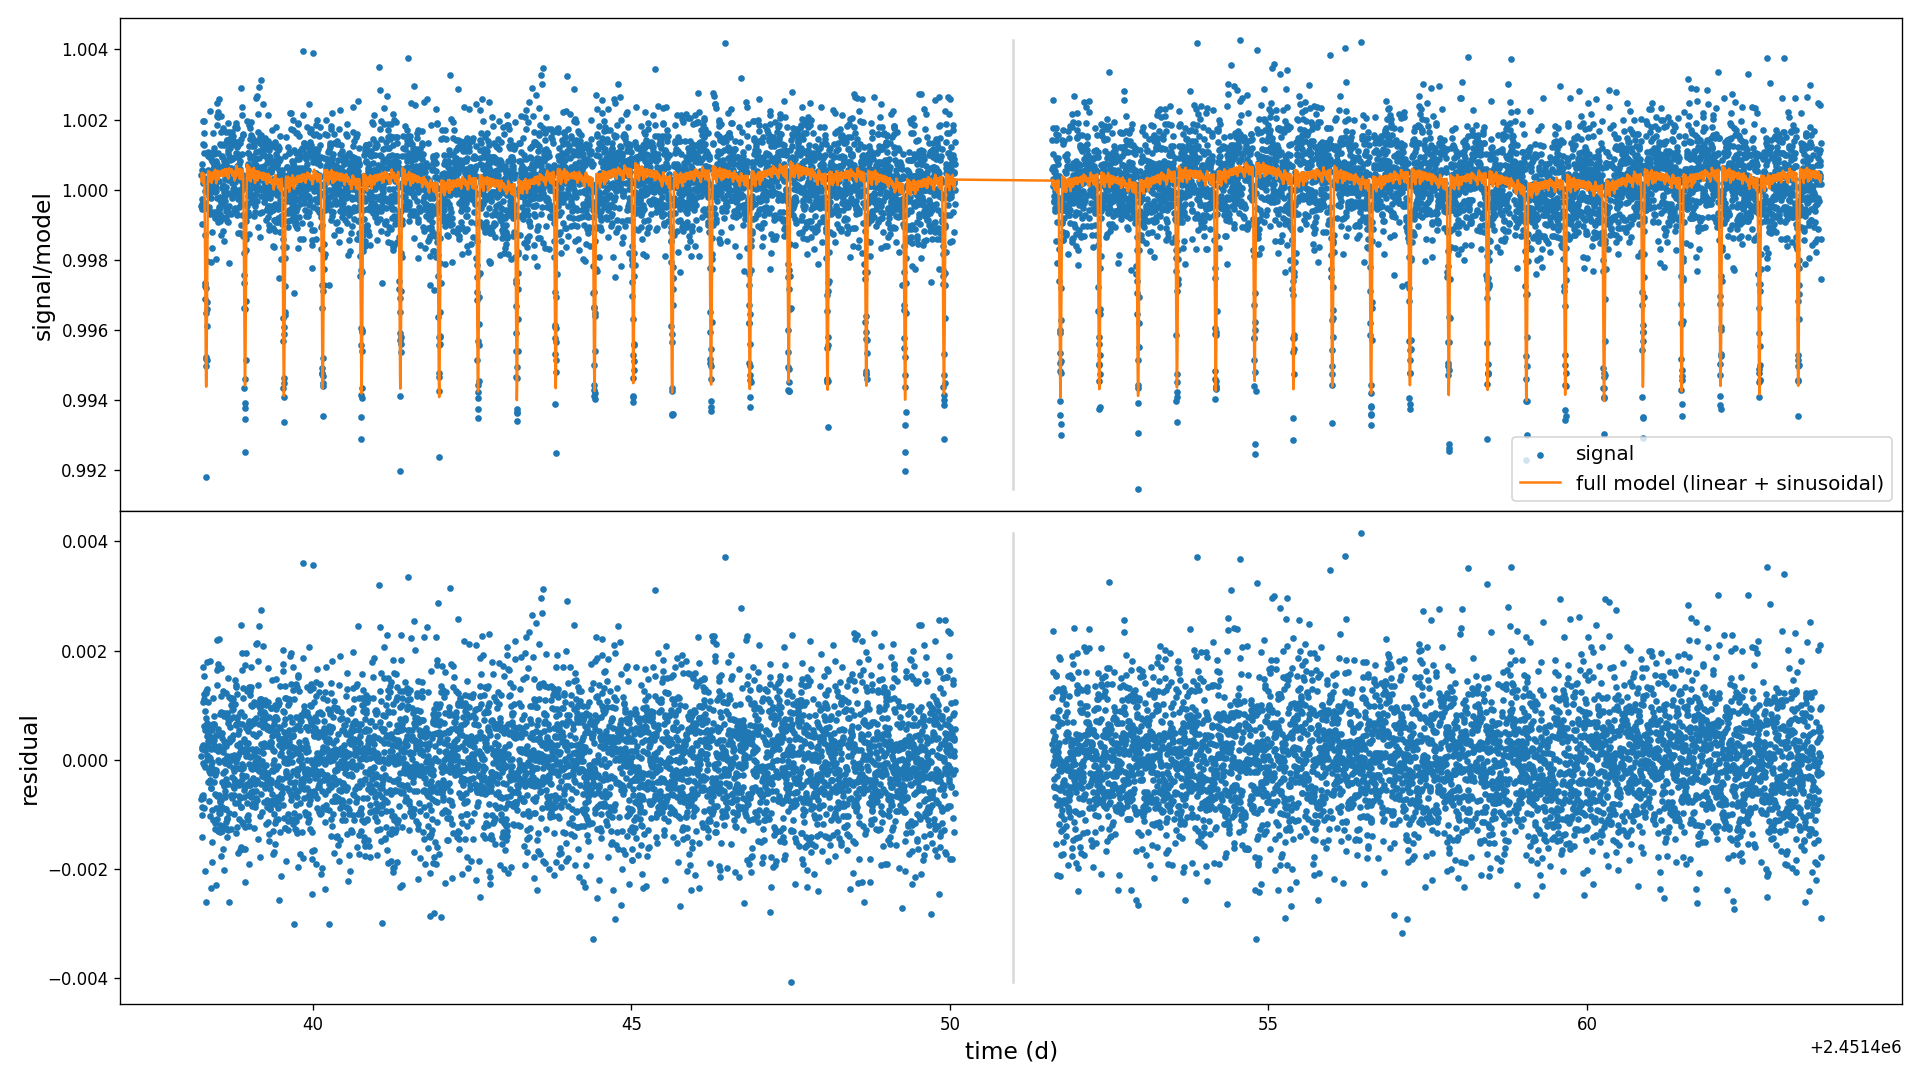 1.004
1.002
1.000
0.998
0.996
0.994
0.992
signal/model
signal
full model (linear + sinusoidal)
0.004
0.002
0.000
−0.002
−0.004
residual
40
45
50
55
60
time (d)
+2.4514e6